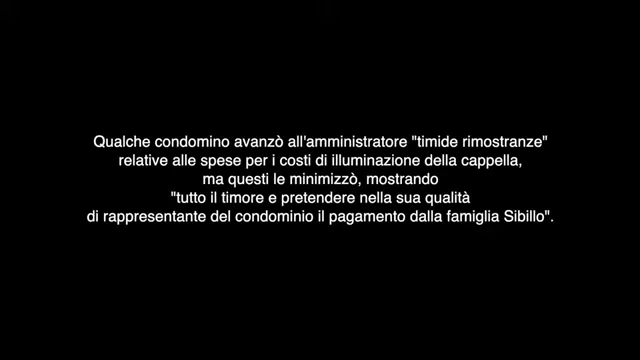 Qualche condomino avanzò all'amministratore "timide rimostranze"
relative alle spese per i costi di illuminazione della cappella,
ma questi le minimizzò, mostrando
"tutto il timore e pretendere nella sua qualità
di rappresentante del condominio il pagamento dalla famiglia Sibillo".